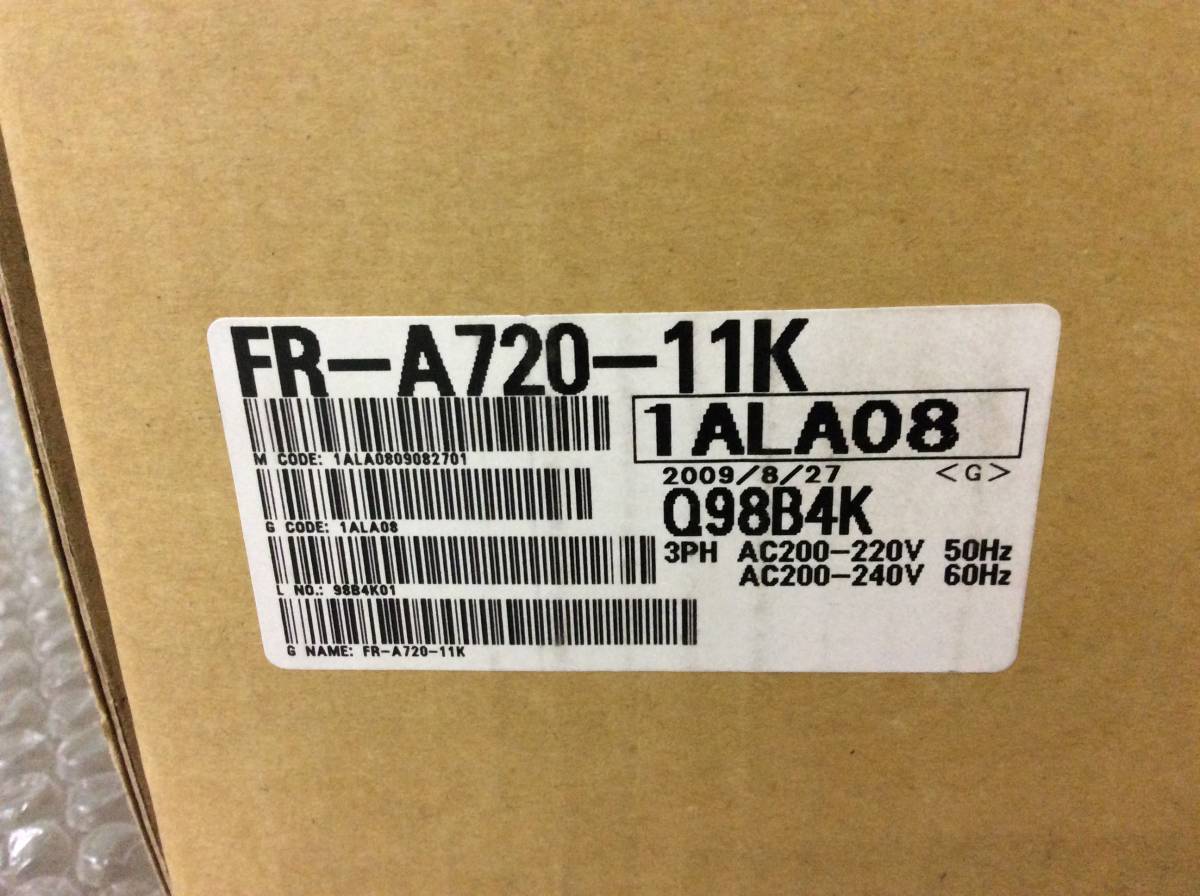 FR-A720-11K
1ALA08
M CODE: 1ALA0809082701
2009/8/27 <G>
Q98B4K
G CODE: 1ALA08
3PH AC200-220V 50Hz
AC200-240V 60Hz
L NO.: 98B4K01
G NAME: FR-A720-11K